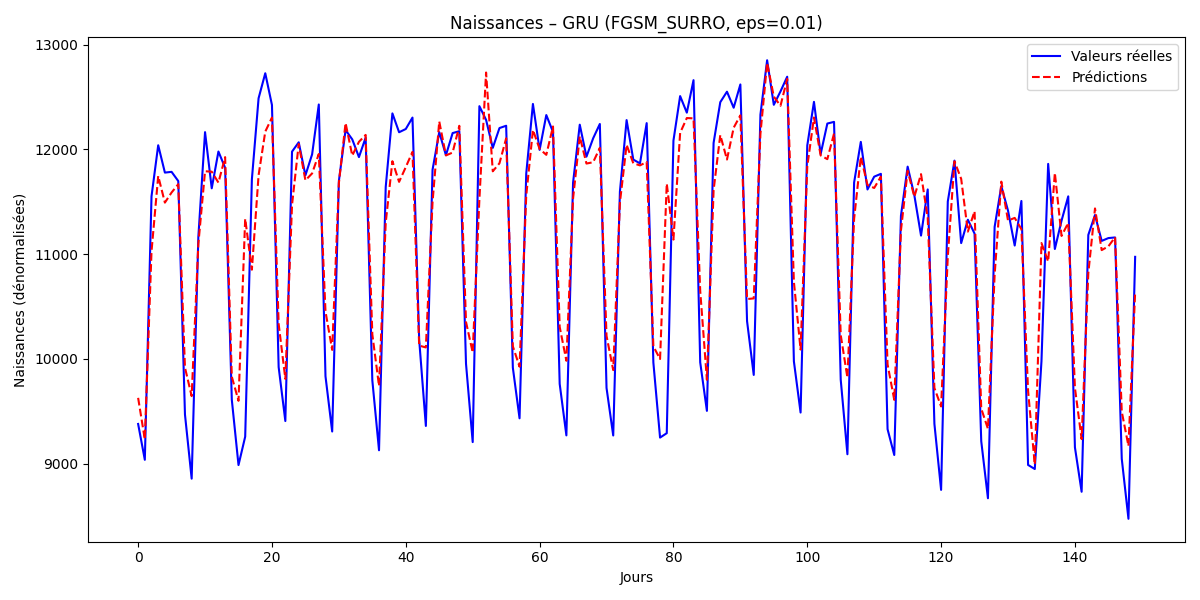 Naissances – GRU (FGSM_SURRO, eps=0.01)
Valeurs réelles
Prédictions
Naissances (dénormalisées)
13000
12000
11000
10000
9000
0 20 40 60 80 100 120 140
Jours